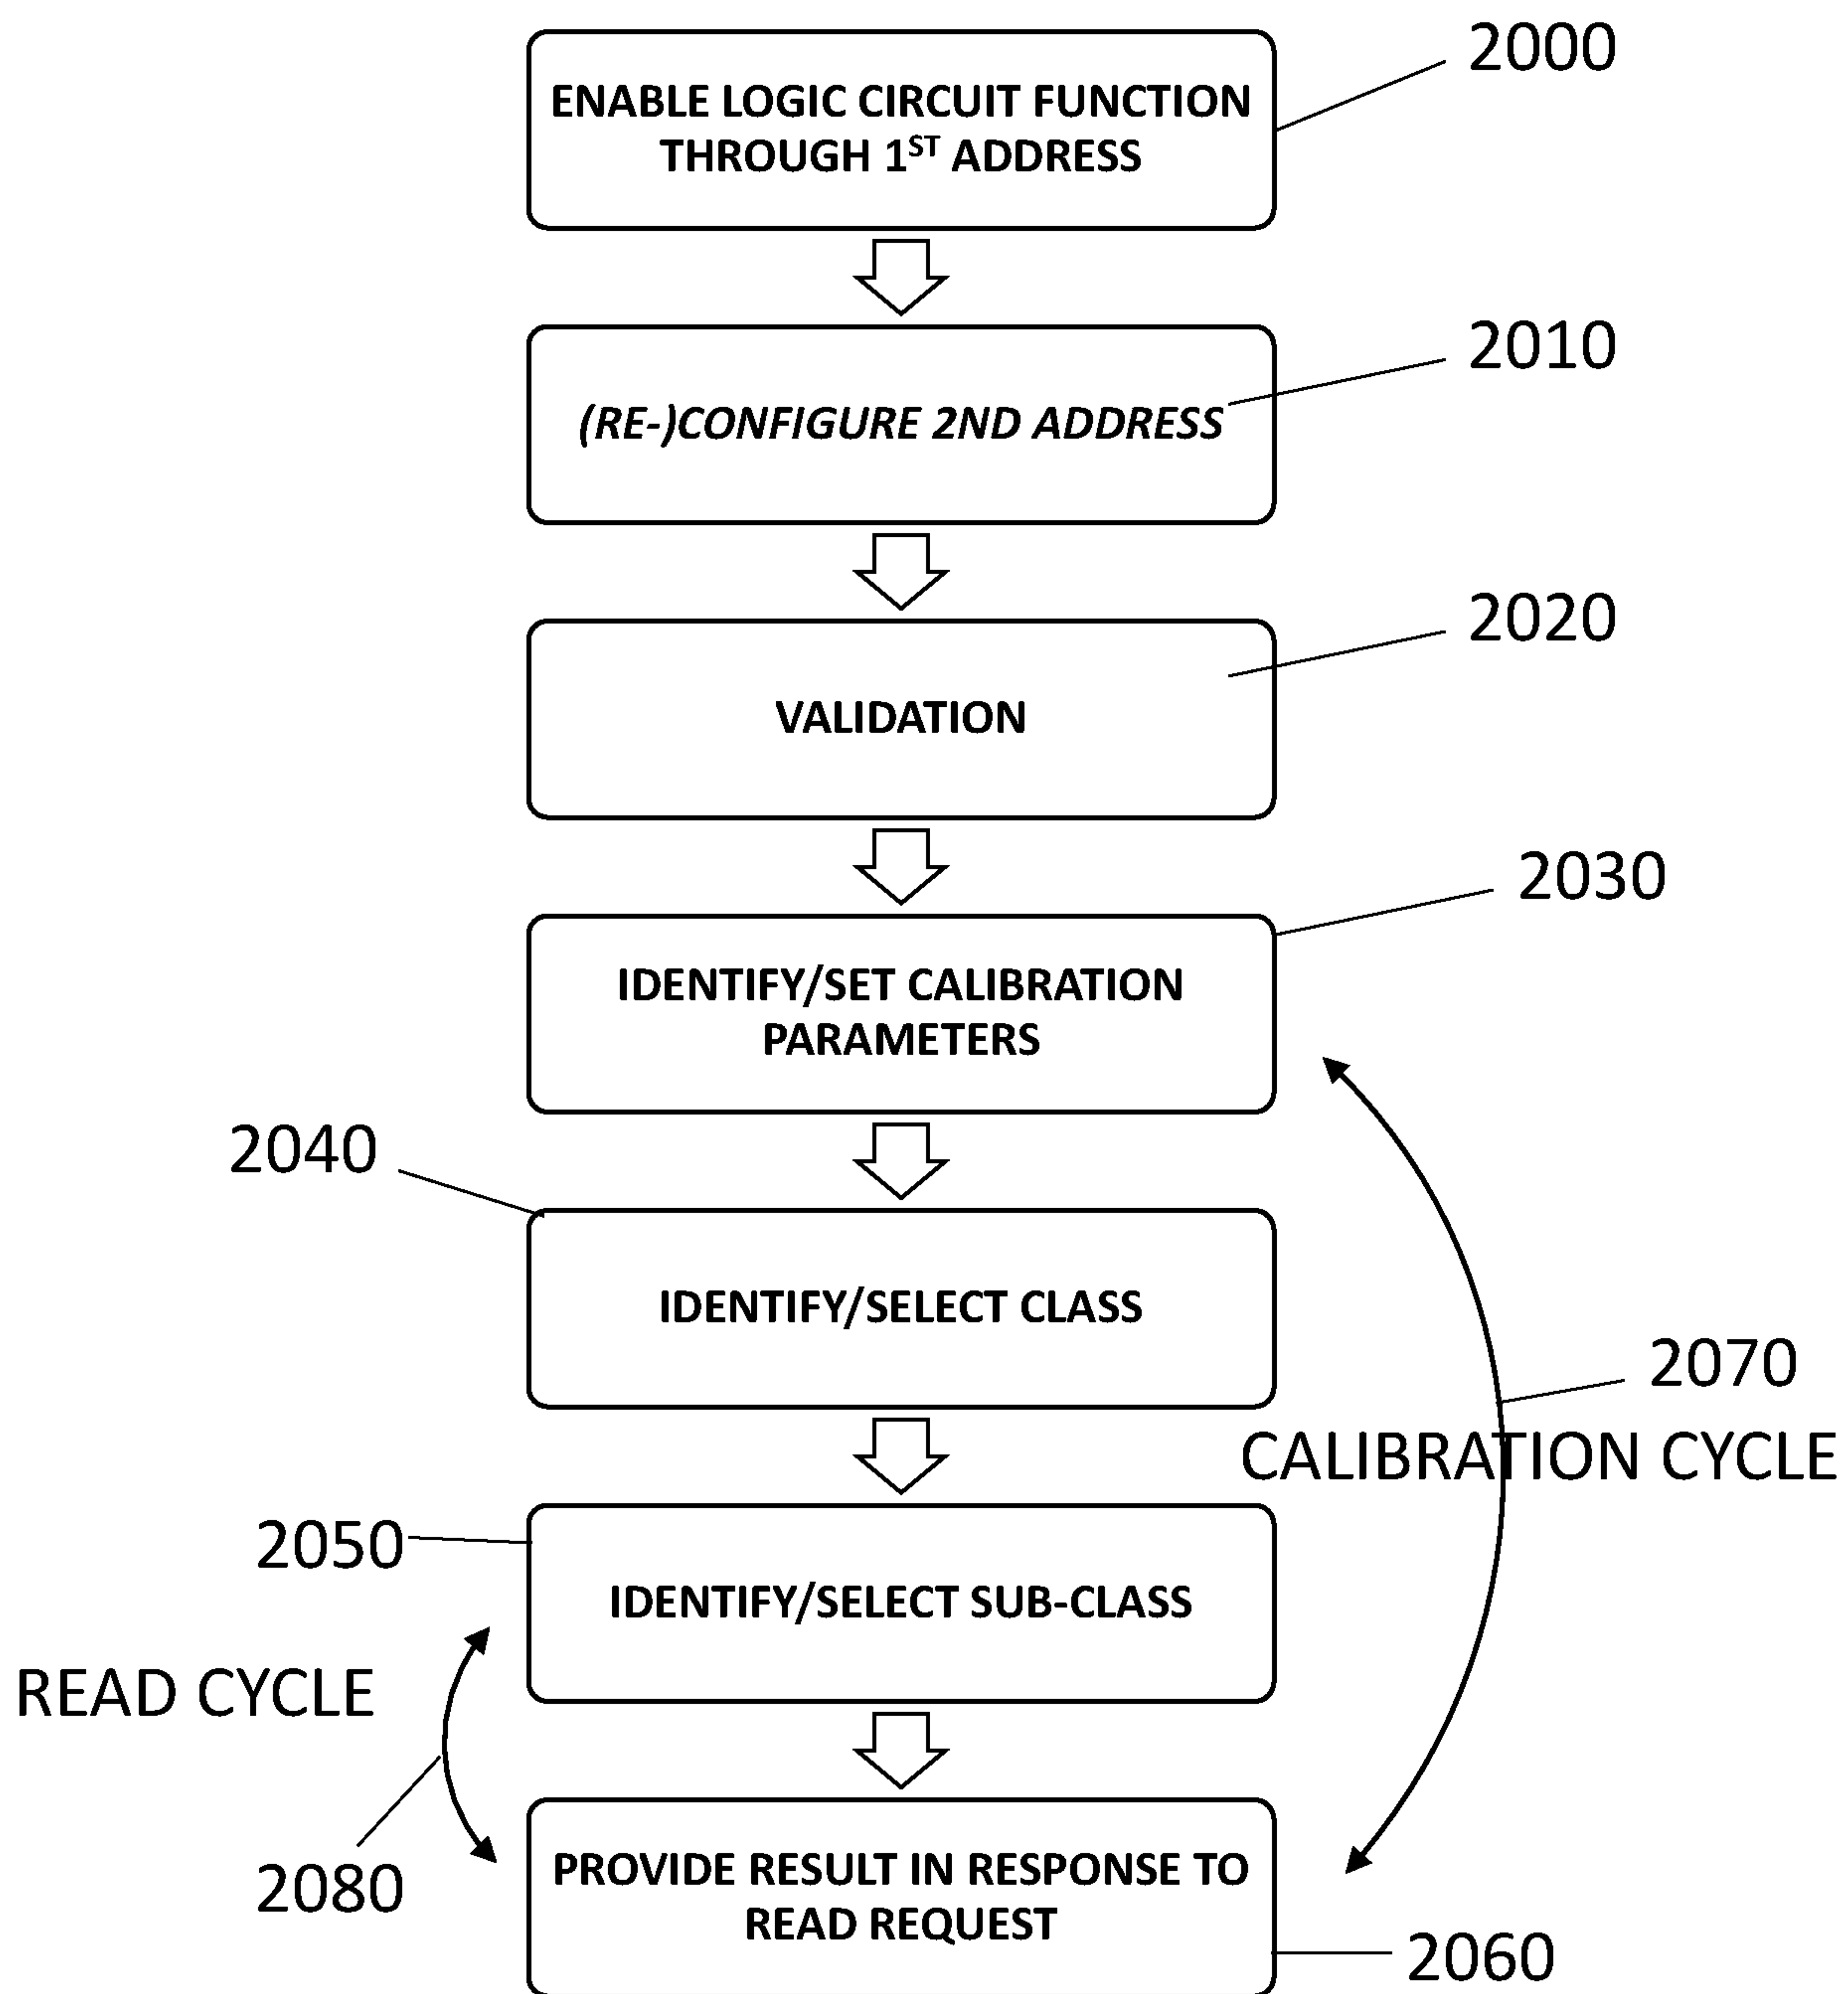 2000
ENABLE LOGIC CIRCUIT FUNCTION
THROUGH 1ST ADDRESS
2010
(RE-)CONFIGURE 2ND ADDRESS
2020
VALIDATION
2030
IDENTIFY/SET CALIBRATION
PARAMETERS
2040
IDENTIFY/SELECT CLASS
2070
CALIBRATION CYCLE
2050
IDENTIFY/SELECT SUB-CLASS
READ CYCLE
2080
PROVIDE RESULT IN RESPONSE TO
READ REQUEST
2060